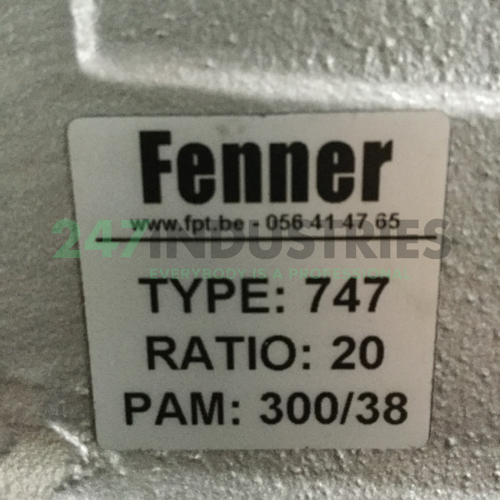 Fenner
www.fpt.be - 056 41 47 65
247INDUSTRIES
EVERYBODY IS A PROFESSIONAL
TYPE: 747
RATIO: 20
PAM: 300/38